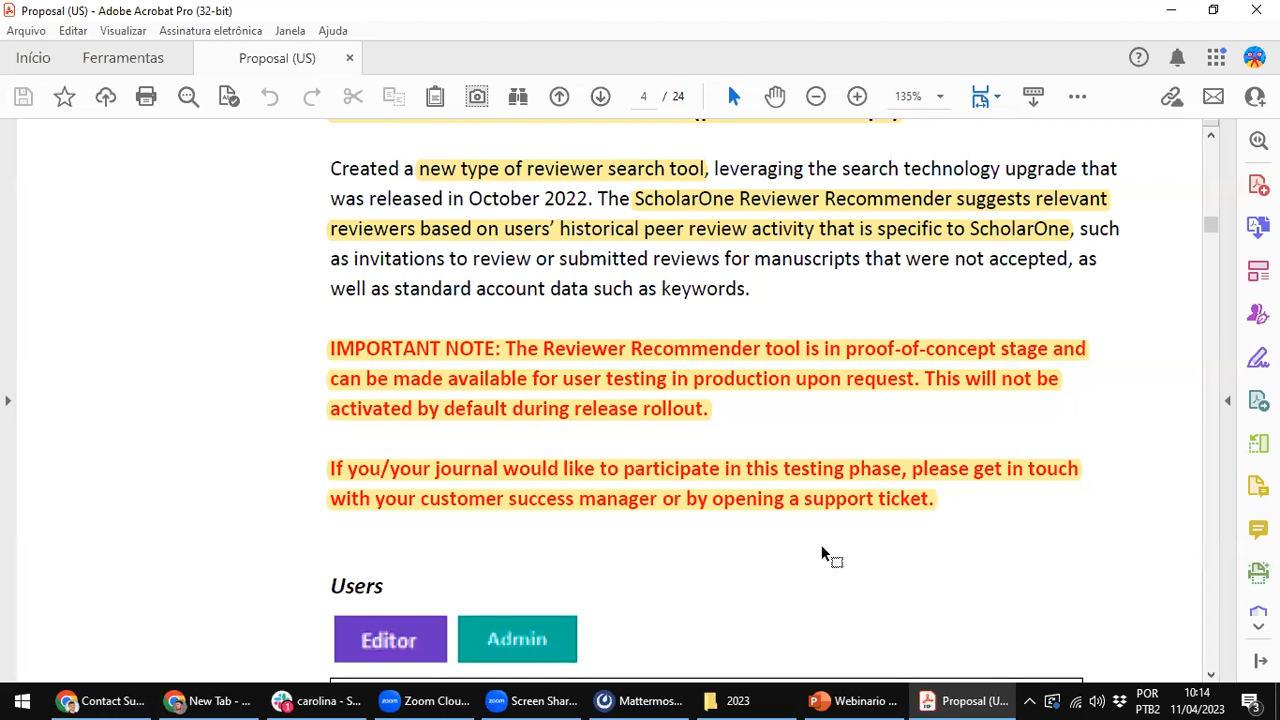 Proposal (US) - Adobe Acrobat Pro (32-bit)
Arquivo Editar Visualizar Assinatura eletrônica Janela Ajuda
Início Ferramentas Proposal (US) ×
4 / 24 135%
Created a new type of reviewer search tool, leveraging the search technology upgrade that
was released in October 2022. The ScholarOne Reviewer Recommender suggests relevant
reviewers based on users’ historical peer review activity that is specific to ScholarOne, such
as invitations to review or submitted reviews for manuscripts that were not accepted, as
well as standard account data such as keywords.
IMPORTANT NOTE: The Reviewer Recommender tool is in proof-of-concept stage and
can be made available for user testing in production upon request. This will not be
activated by default during release rollout.
If you/your journal would like to participate in this testing phase, please get in touch
with your customer success manager or by opening a support ticket.
Users
Editor Admin
Contact Su... New Tab - ... carolina - S... Zoom Clou... Screen Shar... Mattermos... 2023 Webinario ... Proposal (U... POR 10:14
PTB2 11/04/2023 3